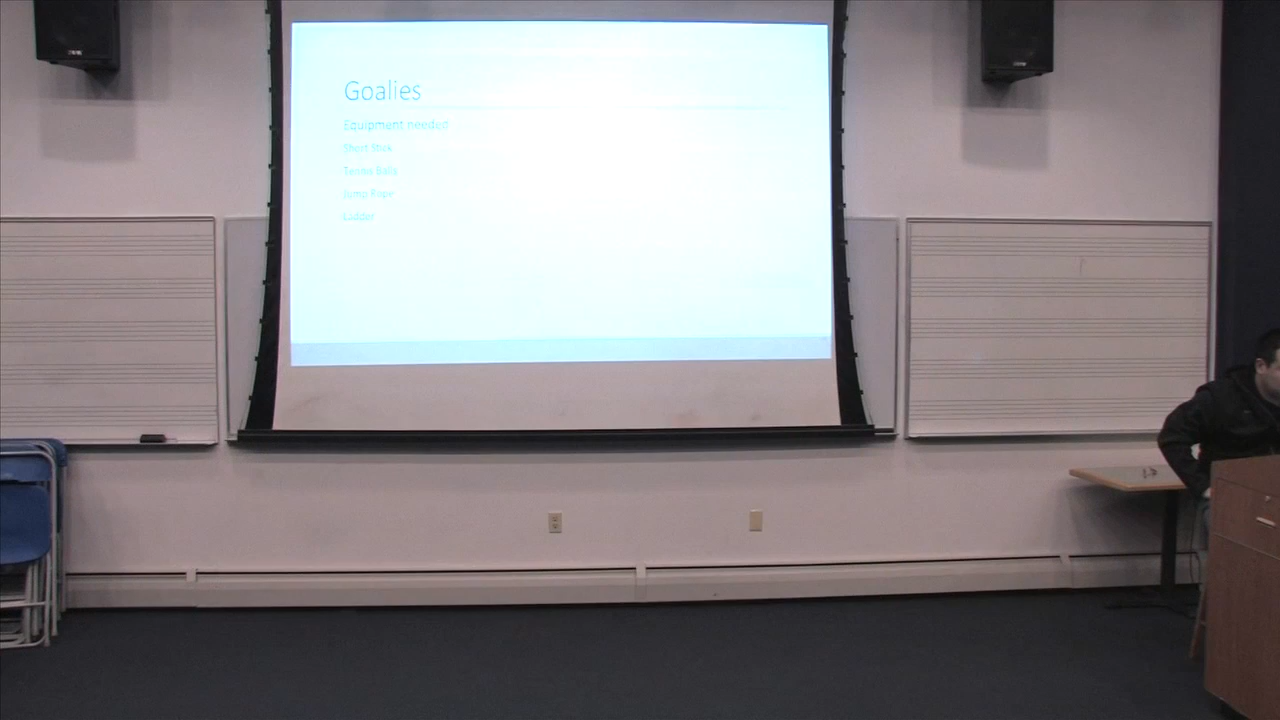 Goalies
Equipment needed
Short Stick
Tennis Balls
Jump Rope
Ladder